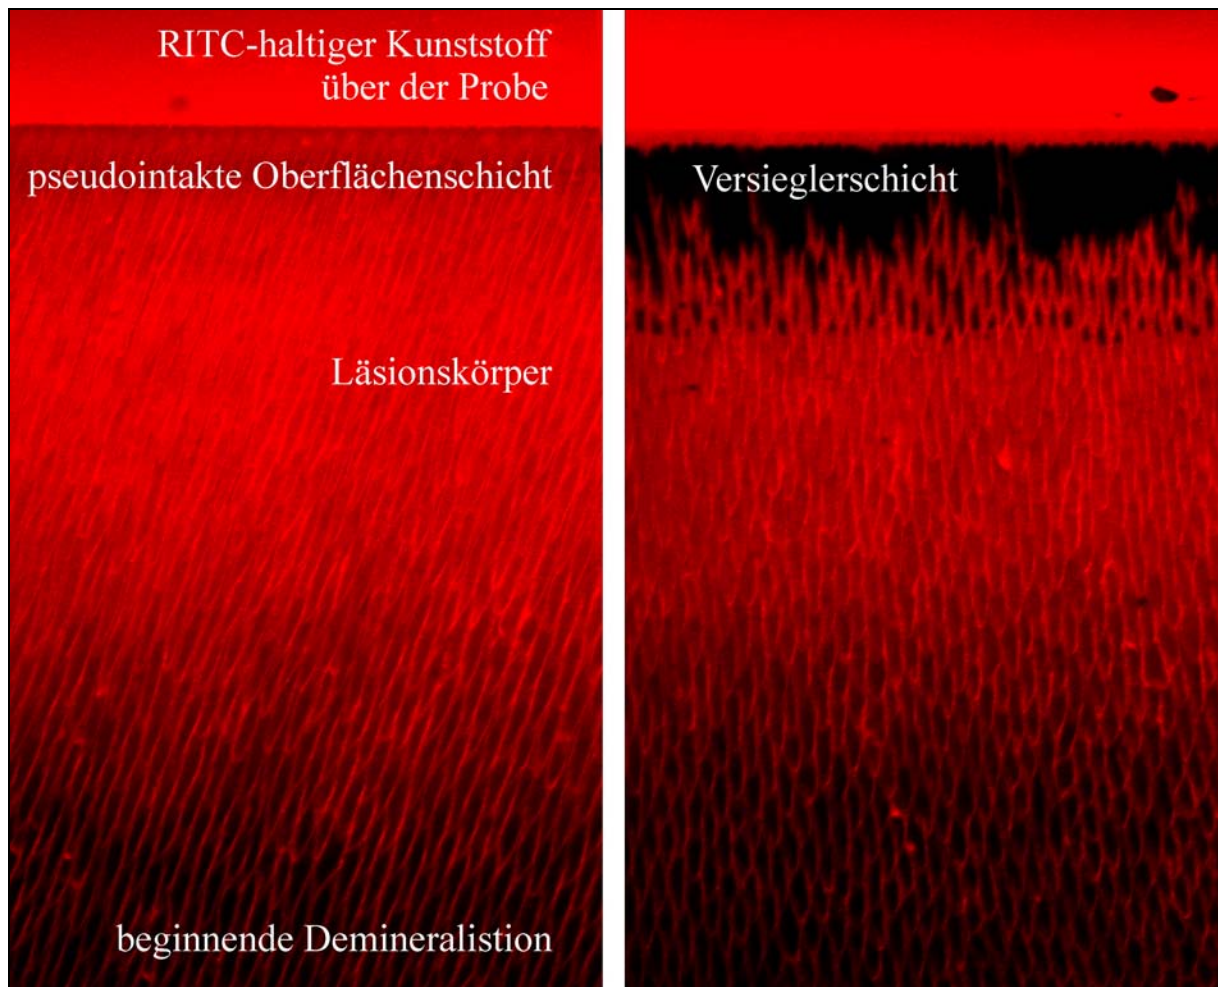 RITC-haltiger Kunststoff
über der Probe
pseudointakte Oberflächenschicht
Läsionskörper
beginnende Demineralistion
Versieglerschicht